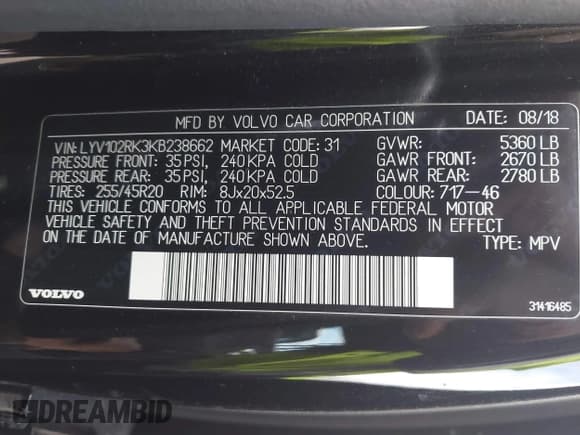 MFD BY VOLVO CAR CORPORATION DATE: 08/18
VIN: LYV102RK3KB238662 MARKET CODE: 31 GVWR: 5360 LB
PRESSURE FRONT: 35 PSI, 240 KPA COLD GAWR FRONT: 2670 LB
PRESSURE REAR: 35 PSI, 240 KPA COLD GAWR REAR: 2780 LB
TIRES: 255/45R20 RIM: 8Jx20x52.5 COLOUR: 717-46
THIS VEHICLE CONFORMS TO ALL APPLICABLE FEDERAL MOTOR
VEHICLE SAFETY AND THEFT PREVENTION STANDARDS IN EFFECT
ON THE DATE OF MANUFACTURE SHOWN ABOVE. TYPE: MPV
VOLVO
31416485
DREAMBID